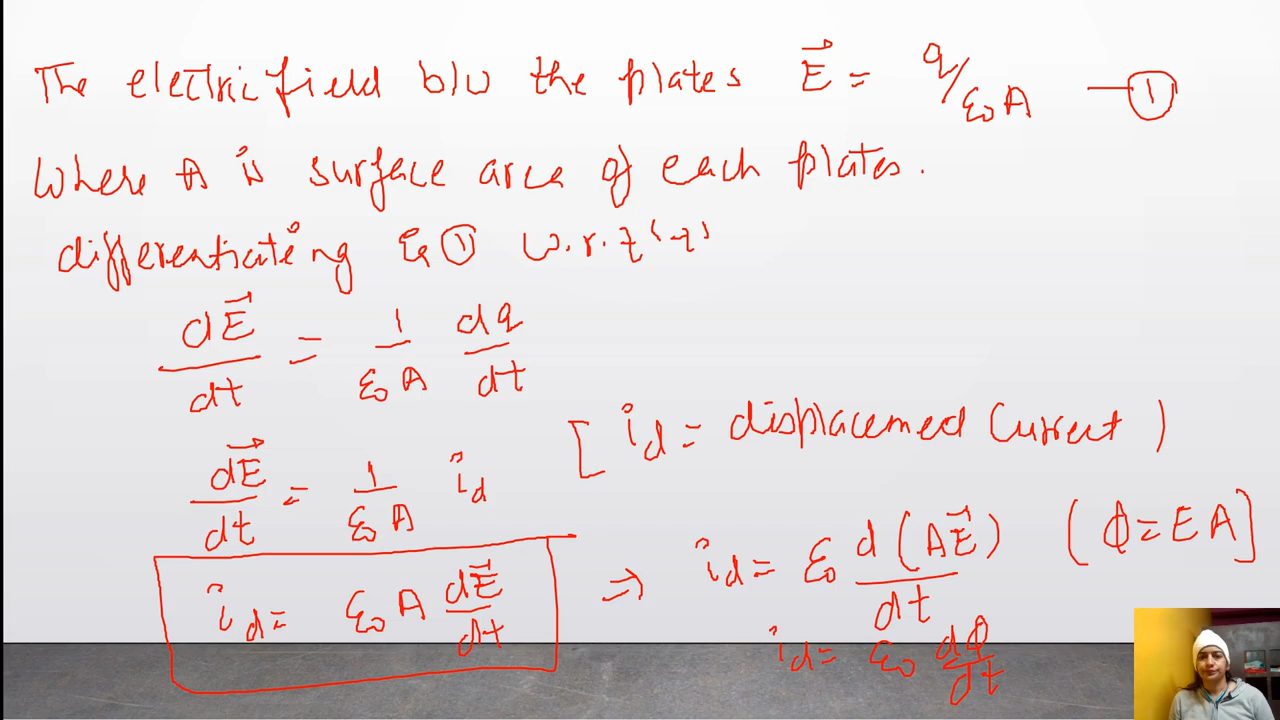 The electric field b/w the plates E⃗ = q/ε₀A —①
Where A is surface area of each plates.
differentiating Eq ① w.r.t 't'
dE⃗/dt = 1/ε₀A dq/dt
dE⃗/dt = 1/ε₀A i_d [ i_d = displacemed Current )
i_d = ε₀ A dE⃗/dt ⇒ i_d = ε₀ d(AE⃗)/dt ( ϕ = EA ]
i_d = ε₀ dϕ/dt